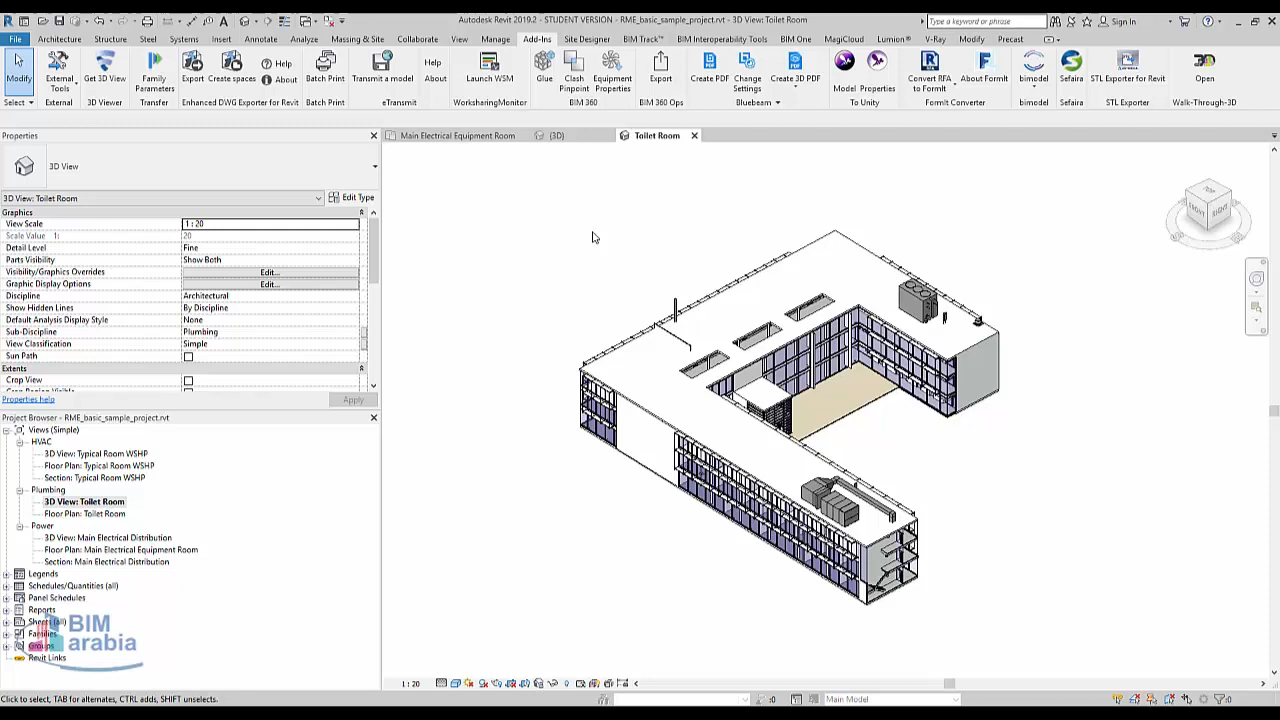 Autodesk Revit 2019.2 - STUDENT VERSION - RME_basic_sample_project.rvt - 3D View: Toilet Room
Type a keyword or phrase
Sign In
File Architecture Structure Steel Systems Insert Annotate Analyze Massing & Site Collaborate View Manage Add-Ins Site Designer BIM Track™ BIM Interoperability Tools BIM One MagiCloud Lumion® V-Ray Modify Precast
Modify
External Tools
Get 3D View
Family Parameters
Export
Create spaces
Help
About
Batch Print
Transmit a model
Help
About
Launch WSM
Glue
Clash Pinpoint
Equipment Properties
Export
Create PDF
Change Settings
Create 3D PDF
Model
Properties
Convert RFA to FormIt
About FormIt
bimodel
Sefaira
STL Exporter for Revit
Open
Select External 3D Viewer Transfer Enhanced DWG Exporter for Revit Batch Print eTransmit WorksharingMonitor BIM 360 BIM 360 Ops Bluebeam To Unity FormIt Converter bimodel Sefaira STL Exporter Walk-Through-3D
Properties
Main Electrical Equipment Room
{3D}
Toilet Room
3D View
3D View: Toilet Room
Edit Type
Graphics
View Scale 1 : 20
Scale Value 1: 20
Detail Level Fine
Parts Visibility Show Both
Visibility/Graphics Overrides Edit...
Graphic Display Options Edit...
Discipline Architectural
Show Hidden Lines By Discipline
Default Analysis Display Style None
Sub-Discipline Plumbing
View Classification Simple
Sun Path
Extents
Crop View
Properties help
Apply
Project Browser - RME_basic_sample_project.rvt
Views (Simple)
HVAC
3D View: Typical Room WSHP
Floor Plan: Typical Room WSHP
Section: Typical Room WSHP
Plumbing
3D View: Toilet Room
Floor Plan: Toilet Room
Power
3D View: Main Electrical Distribution
Floor Plan: Main Electrical Equipment Room
Section: Main Electrical Distribution
Legends
Schedules/Quantities (all)
Panel Schedules
Reports
Sheets (all)
Families
Groups
Revit Links
BIM
arabia
TOP
FRONT
RIGHT
1 : 20
Click to select, TAB for alternates, CTRL adds, SHIFT unselects.
:0
Main Model
:0